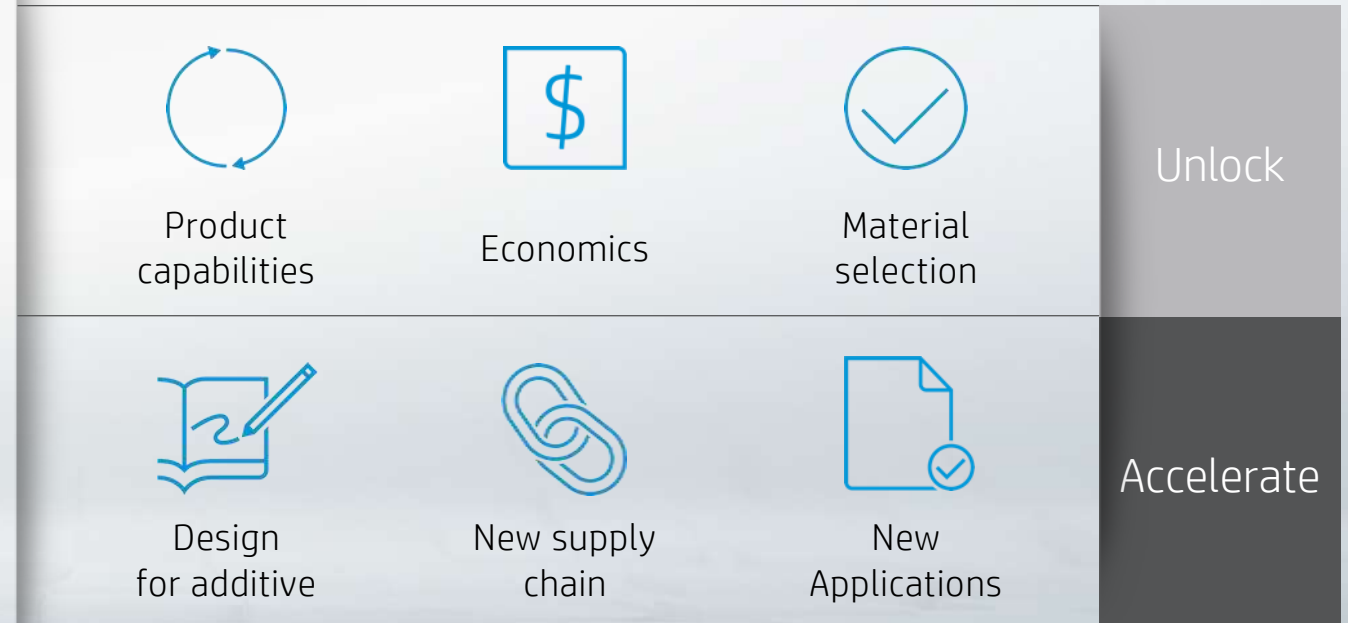 Product
capabilities
Economics
Material
selection
Unlock
Design
for additive
New supply
chain
New
Applications
Accelerate